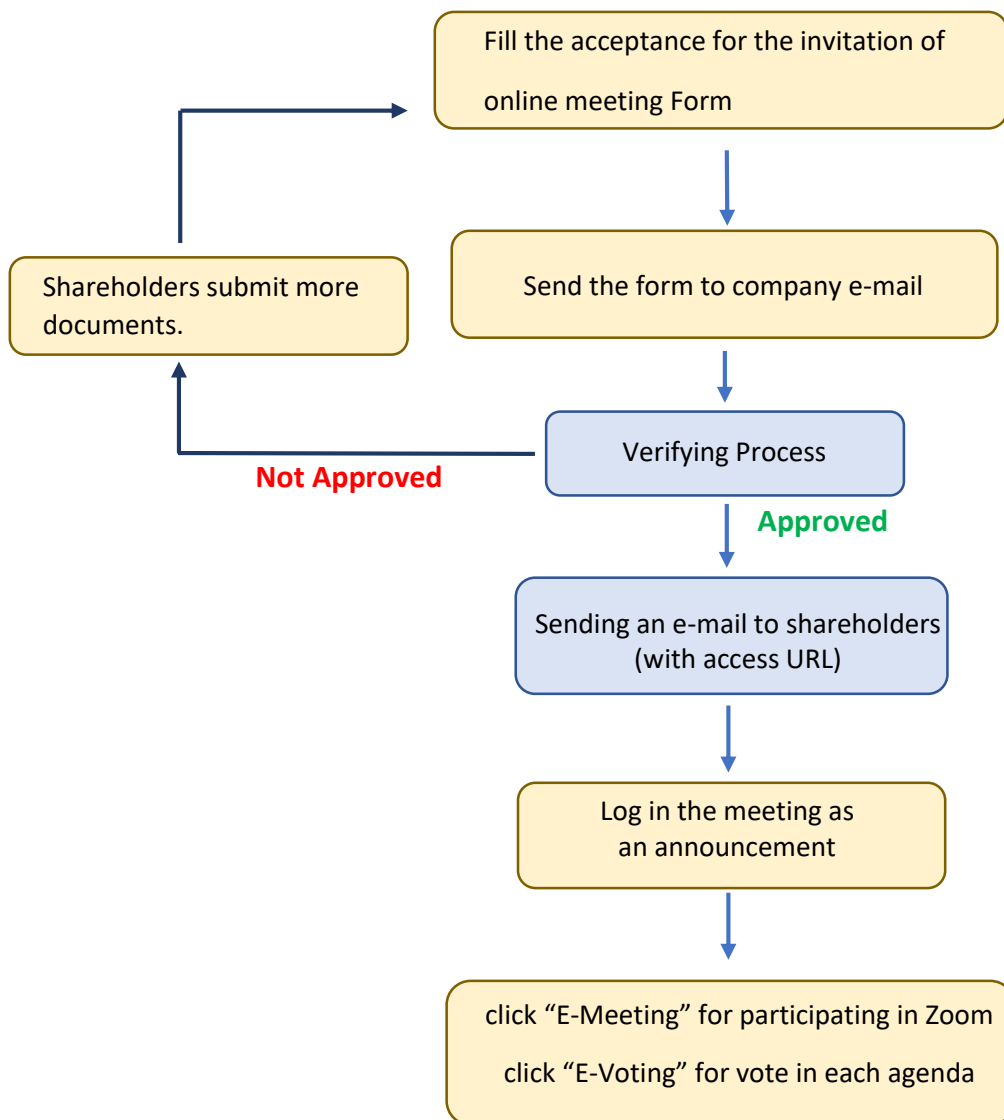 Fill the acceptance for the invitation of
online meeting Form
Shareholders submit more
documents.
Send the form to company e-mail
Verifying Process
Not Approved
Approved
Sending an e-mail to shareholders
(with access URL)
Log in the meeting as
an announcement
click “E-Meeting” for participating in Zoom
click “E-Voting” for vote in each agenda